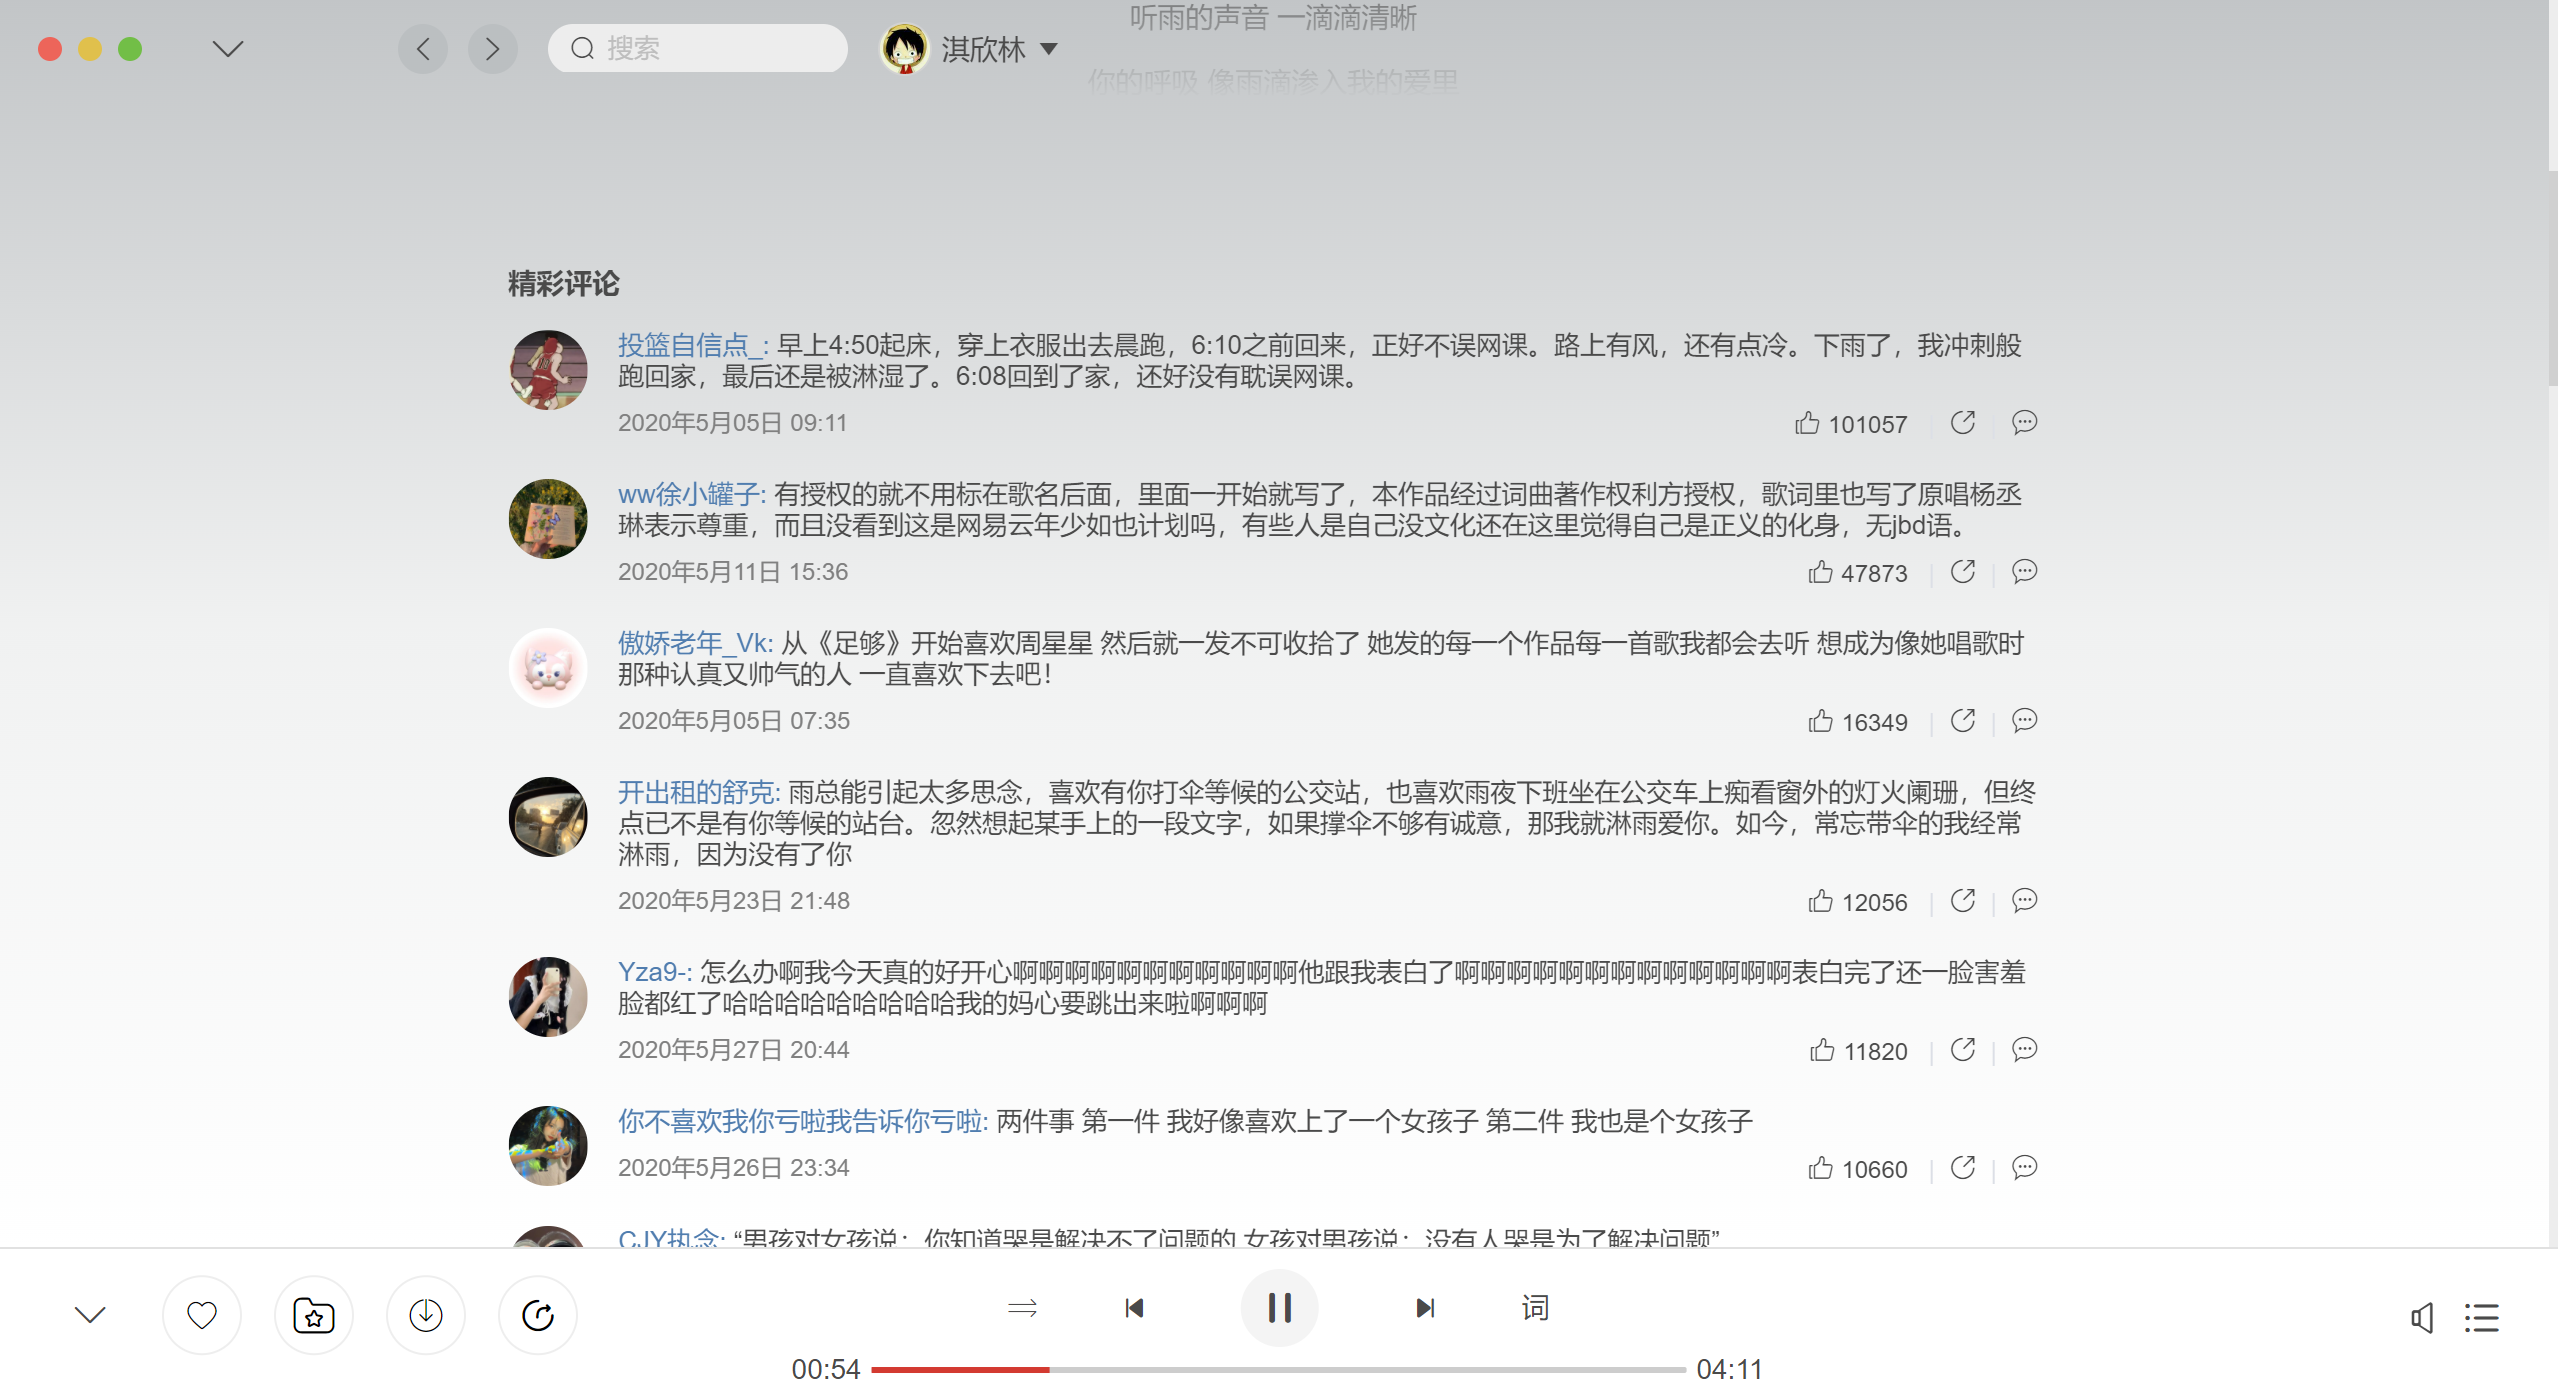 听雨的声音 一滴滴清晰
搜索
淇欣林
你的呼吸 像雨滴渗入我的爱里
精彩评论
投篮自信点_: 早上4:50起床，穿上衣服出去晨跑，6:10之前回来，正好不误网课。路上有风，还有点冷。下雨了，我冲刺般
跑回家，最后还是被淋湿了。6:08回到了家，还好没有耽误网课。
2020年5月05日 09:11
101057
ww徐小罐子: 有授权的就不用标在歌名后面，里面一开始就写了，本作品经过词曲著作权利方授权，歌词里也写了原唱杨丞
琳表示尊重，而且没看到这是网易云年少如也计划吗，有些人是自己没文化还在这里觉得自己是正义的化身，无jbd语。
2020年5月11日 15:36
47873
傲娇老年_Vk: 从《足够》开始喜欢周星星 然后就一发不可收拾了 她发的每一个作品每一首歌我都会去听 想成为像她唱歌时
那种认真又帅气的人 一直喜欢下去吧！
2020年5月05日 07:35
16349
开出租的舒克: 雨总能引起太多思念，喜欢有你打伞等候的公交站，也喜欢雨夜下班坐在公交车上痴看窗外的灯火阑珊，但终
点已不是有你等候的站台。忽然想起某手上的一段文字，如果撑伞不够有诚意，那我就淋雨爱你。如今，常忘带伞的我经常
淋雨，因为没有了你
2020年5月23日 21:48
12056
Yza9-: 怎么办啊我今天真的好开心啊啊啊啊啊啊啊啊啊啊啊他跟我表白了啊啊啊啊啊啊啊啊啊啊啊啊啊表白完了还一脸害羞
脸都红了哈哈哈哈哈哈哈哈哈我的妈心要跳出来啦啊啊啊
2020年5月27日 20:44
11820
你不喜欢我你亏啦我告诉你亏啦: 两件事 第一件 我好像喜欢上了一个女孩子 第二件 我也是个女孩子
2020年5月26日 23:34
10660
CJY执念: “男孩对女孩说：你知道哭是解决不了问题的 女孩对男孩说：没有人哭是为了解决问题”
词
00:54
04:11